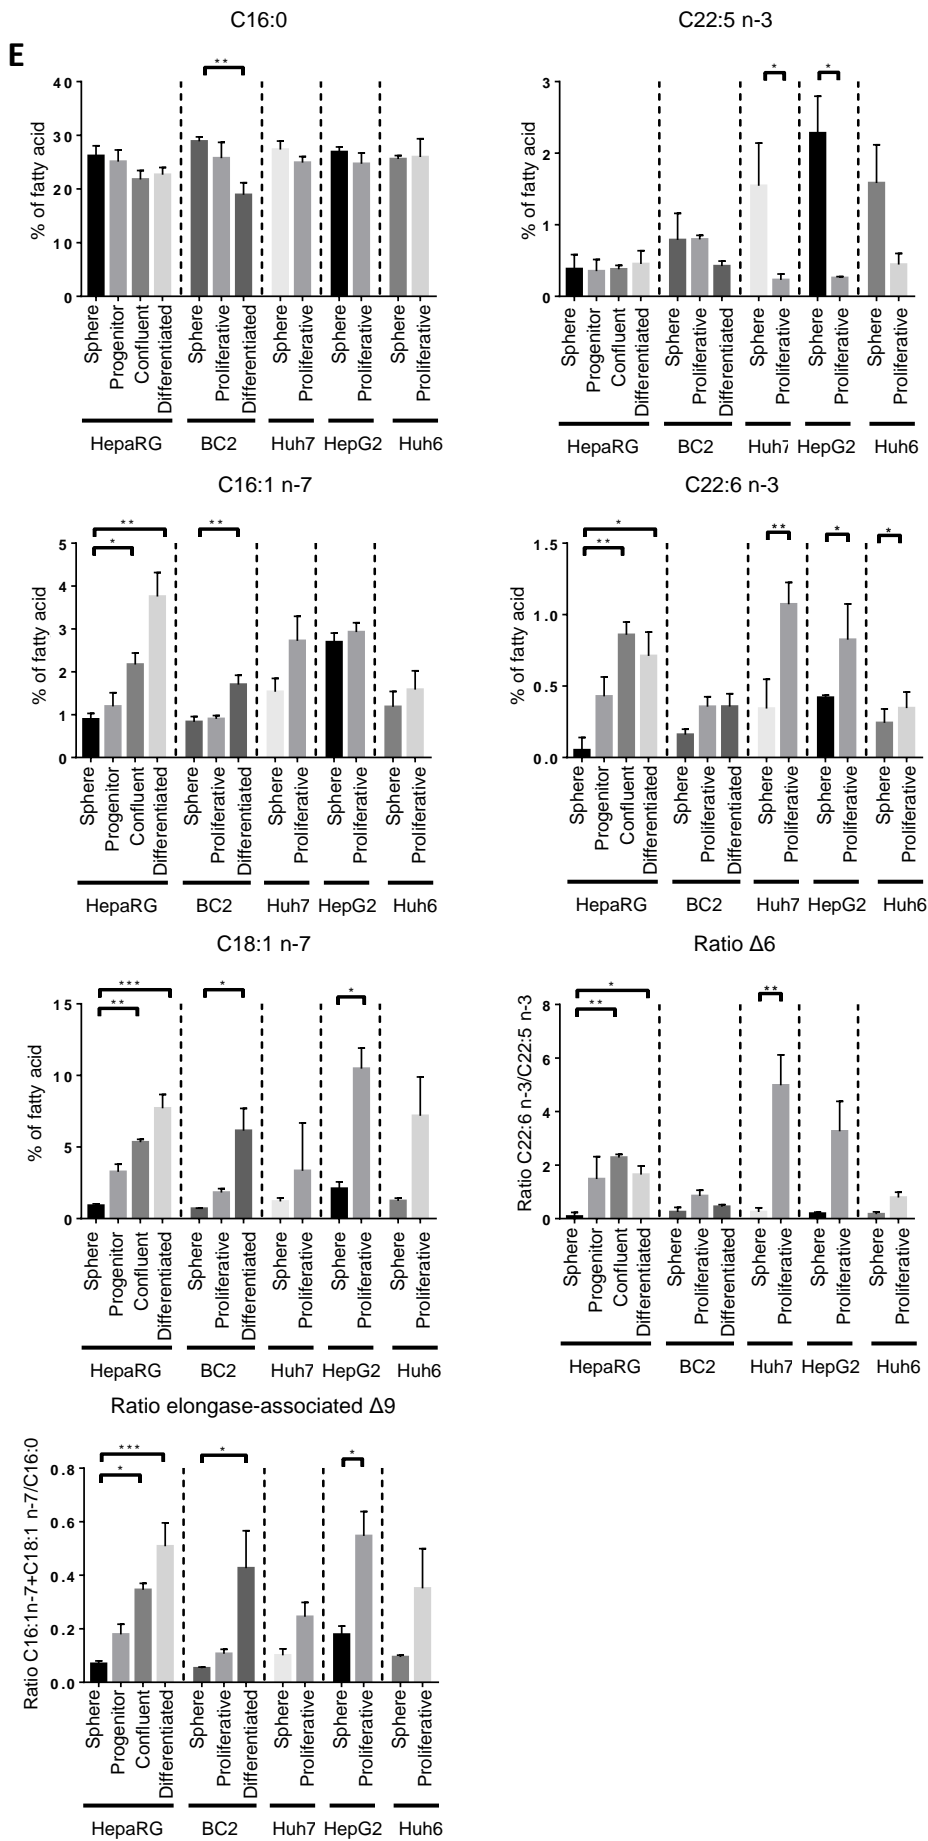 E
C16:0
% of fatty acid
40
30
20
10
0
**
Sphere
Progenitor
Confluent
Differentiated
Sphere
Proliferative
Differentiated
Sphere
Proliferative
Sphere
Proliferative
Sphere
Proliferative
HepaRG BC2 Huh7 HepG2 Huh6
C22:5 n-3
% of fatty acid
3
2
1
0
* *
Sphere
Progenitor
Confluent
Differentiated
Sphere
Proliferative
Differentiated
Sphere
Proliferative
Sphere
Proliferative
Sphere
Proliferative
HepaRG BC2 Huh7 HepG2 Huh6
C16:1 n-7
% of fatty acid
5
4
3
2
1
0
** **
*
Sphere
Progenitor
Confluent
Differentiated
Sphere
Proliferative
Differentiated
Sphere
Proliferative
Sphere
Proliferative
Sphere
Proliferative
HepaRG BC2 Huh7 HepG2 Huh6
C22:6 n-3
% of fatty acid
1.5
1.0
0.5
0.0
* ** * *
**
Sphere
Progenitor
Confluent
Differentiated
Sphere
Proliferative
Differentiated
Sphere
Proliferative
Sphere
Proliferative
Sphere
Proliferative
HepaRG BC2 Huh7 HepG2 Huh6
C18:1 n-7
% of fatty acid
15
10
5
0
*** * *
**
Sphere
Progenitor
Confluent
Differentiated
Sphere
Proliferative
Differentiated
Sphere
Proliferative
Sphere
Proliferative
Sphere
Proliferative
HepaRG BC2 Huh7 HepG2 Huh6
Ratio Δ6
Ratio C22:6 n-3/C22:5 n-3
8
6
4
2
0
* **
**
Sphere
Progenitor
Confluent
Differentiated
Sphere
Proliferative
Differentiated
Sphere
Proliferative
Sphere
Proliferative
Sphere
Proliferative
HepaRG BC2 Huh7 HepG2 Huh6
Ratio elongase-associated Δ9
Ratio C16:1n-7+C18:1 n-7/C16:0
0.8
0.6
0.4
0.2
0.0
*** * *
*
Sphere
Progenitor
Confluent
Differentiated
Sphere
Proliferative
Differentiated
Sphere
Proliferative
Sphere
Proliferative
Sphere
Proliferative
HepaRG BC2 Huh7 HepG2 Huh6